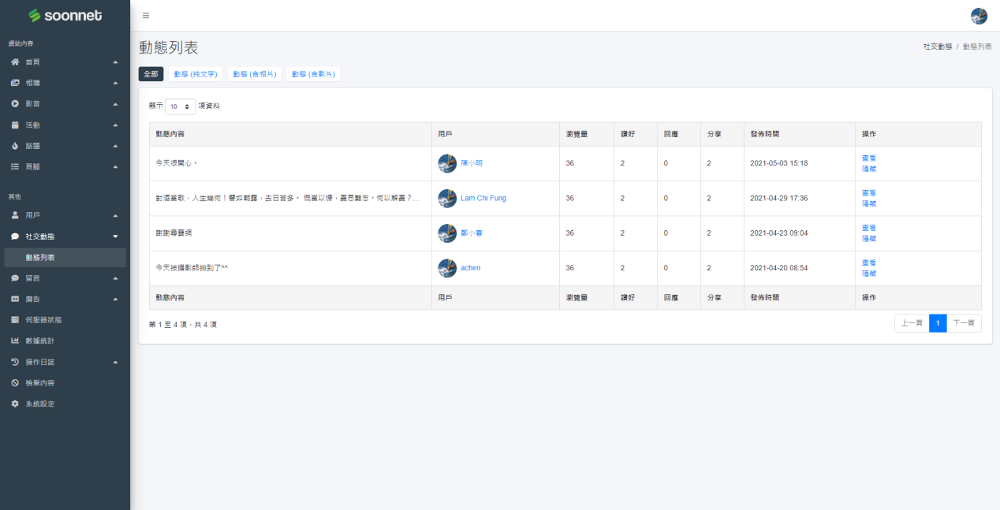 soonnet
網站內容
首頁
相簿
影音
活動
話題
頁腳
其他
用戶
社交動態
動態列表
留言
廣告
伺服器狀態
數據統計
操作日誌
檢舉內容
系統設定
動態列表
社交動態 / 動態列表
全部 動態 (純文字) 動態 (含相片) 動態 (含影片)
顯示 10 項資料
動態內容 用戶 瀏覽量 讚好 回應 分享 發佈時間 操作
今天很開心。 陳小明 36 2 0 2 2021-05-03 15:18 查看
隱藏
對酒當歌，人生幾何！譬如朝露，去日苦多。 慨當以慷，憂思難忘。何以解憂？... Lam Chi Fung 36 2 0 2 2021-04-29 17:36 查看
隱藏
謝謝尋寶網 鄭小春 36 2 0 2 2021-04-23 09:04 查看
隱藏
今天被攝影師拍到了^^ achen 36 2 0 2 2021-04-20 08:54 查看
隱藏
動態內容 用戶 瀏覽量 讚好 回應 分享 發佈時間 操作
第 1 至 4 項，共 4 項
上一頁 1 下一頁